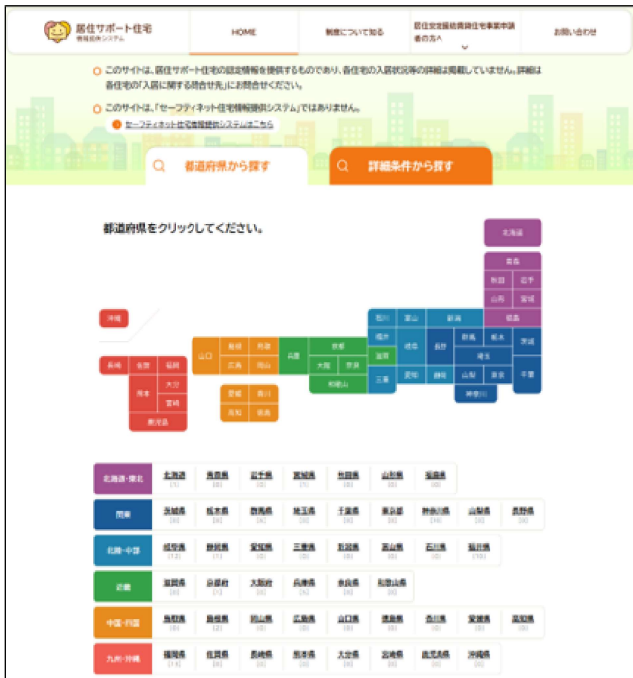 居住サポート住宅
情報提供システム
HOME
制度について知る
居住安定援助賃貸住宅事業申請
者の方へ
お問い合わせ
このサイトは、居住サポート住宅の認定情報を提供するものであり、各住宅の入居状況等の詳細は掲載していません。詳細は
各住宅の「入居に関する問合せ先」にお問合せください。
このサイトは、「セーフティネット住宅情報提供システム」ではありません。
セーフティネット住宅情報提供システムはこちら
都道府県から探す
詳細条件から探す
都道府県をクリックしてください。
北海道
青森
秋田 岩手
山形 宮城
沖縄
石川 富山 新潟 福島
福井 岐阜 長野 群馬 栃木 茨城
山口 島根 鳥取 兵庫 京都 滋賀 埼玉
長崎 佐賀 福岡 広島 岡山 大阪 奈良 三重 愛知 静岡 山梨 東京 千葉
熊本 大分 愛媛 香川 和歌山 神奈川
宮崎 高知 徳島
鹿児島
北海道・東北 北海道 青森県 岩手県 宮城県 秋田県 山形県 福島県
関東 茨城県 栃木県 群馬県 埼玉県 千葉県 東京都 神奈川県 山梨県 長野県
北陸・中部 岐阜県 静岡県 愛知県 三重県 新潟県 富山県 石川県 福井県
近畿 滋賀県 京都府 大阪府 兵庫県 奈良県 和歌山県
中国・四国 鳥取県 島根県 岡山県 広島県 山口県 徳島県 香川県 愛媛県 高知県
九州・沖縄 福岡県 佐賀県 長崎県 熊本県 大分県 宮崎県 鹿児島県 沖縄県